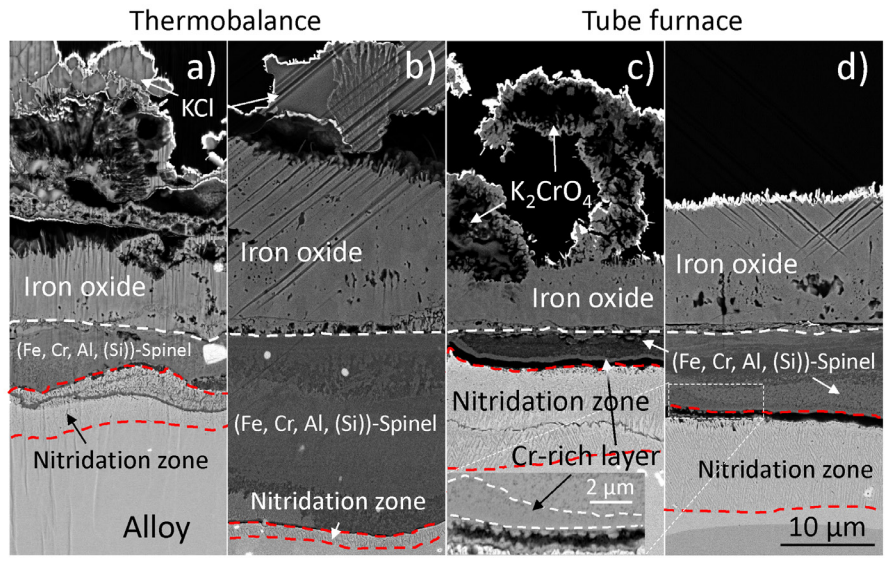 Thermobalance
Tube furnace
a)
b)
c)
d)
KCl
K₂CrO₄
Iron oxide
Iron oxide
Iron oxide
Iron oxide
(Fe, Cr, Al, (Si))-Spinel
(Fe, Cr, Al, (Si))-Spinel
(Fe, Cr, Al, (Si))-Spinel
Nitridation zone
Nitridation zone
Nitridation zone
Nitridation zone
Cr-rich layer
2 µm
Alloy
10 µm